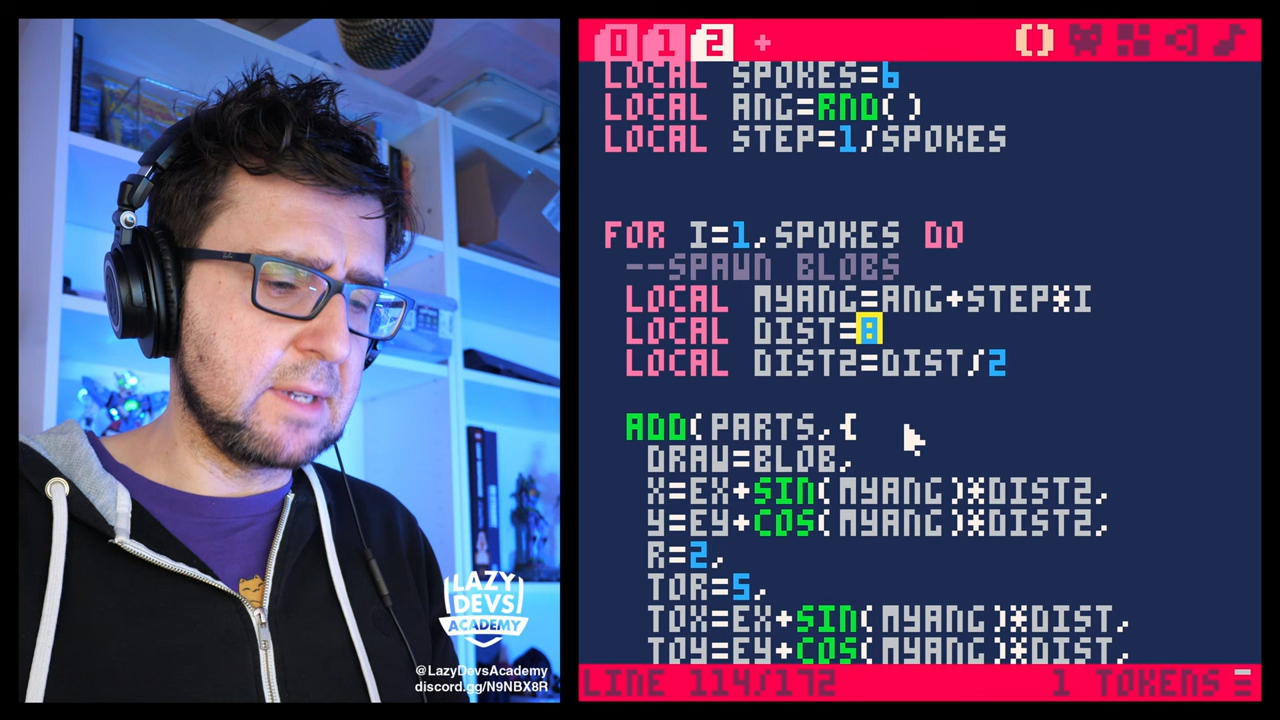 LAZY
DEVS
ACADEMY
@LazyDevsAcademy
discord.gg/N9NBX8R
0 1 2 +
LOCAL SPOKES=6
LOCAL ANG=RND()
LOCAL STEP=1/SPOKES
FOR I=1,SPOKES DO
--SPAWN BLOBS
LOCAL MYANG=ANG+STEP*I
LOCAL DIST=8
LOCAL DIST2=DIST/2
ADD(PARTS,{
DRAW=BLOB,
X=EX+SIN(MYANG)*DIST2,
Y=EY+COS(MYANG)*DIST2,
R=2,
TOR=5,
TOX=EX+SIN(MYANG)*DIST,
TOY=EY+COS(MYANG)*DIST,
LINE 114/172
1 TOKENS